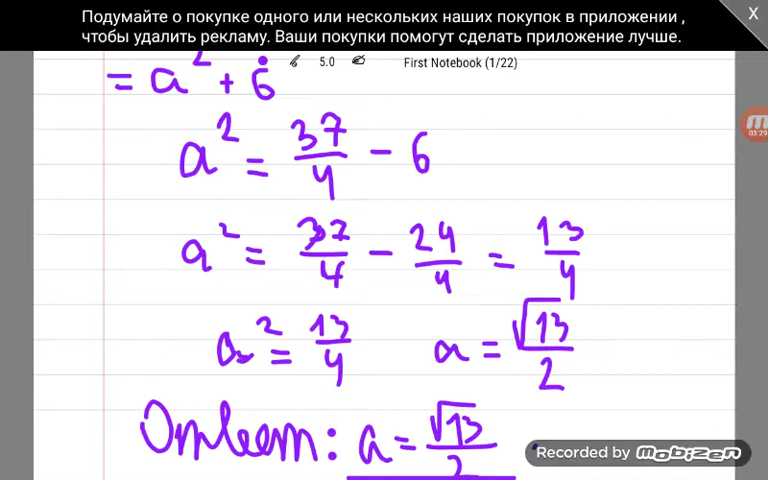 Подумайте о покупке одного или нескольких наших покупок в приложении ,
чтобы удалить рекламу. Ваши покупки помогут сделать приложение лучше.
X
5.0
First Notebook (1/22)
= a² + 6
a² = 37/4 - 6
03:29
a² = 37/4 - 24/4 = 13/4
a² = 13/4 a = √13/2
Ответ: a = √13/2
Recorded by MOBIZEN